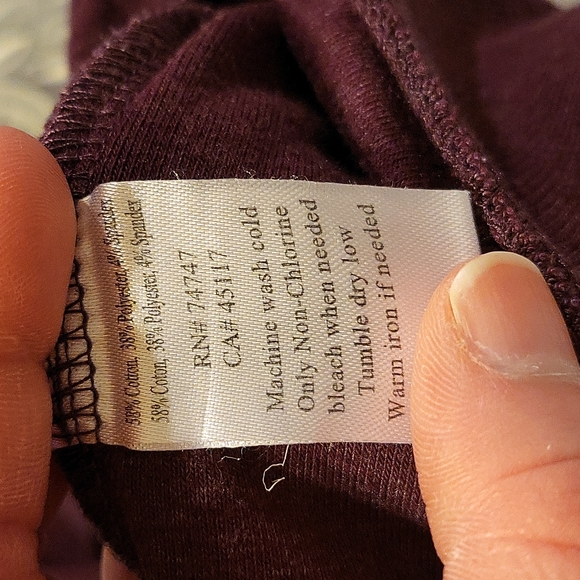 58% Cotton, 38% Polyester, 4% Spandex
58% Cotton, 38% Polyester, 4% Spandex
RN# 74747
CA# 45117
Machine wash cold
Only Non-Chlorine
bleach when needed
Tumble dry low
Warm iron if needed